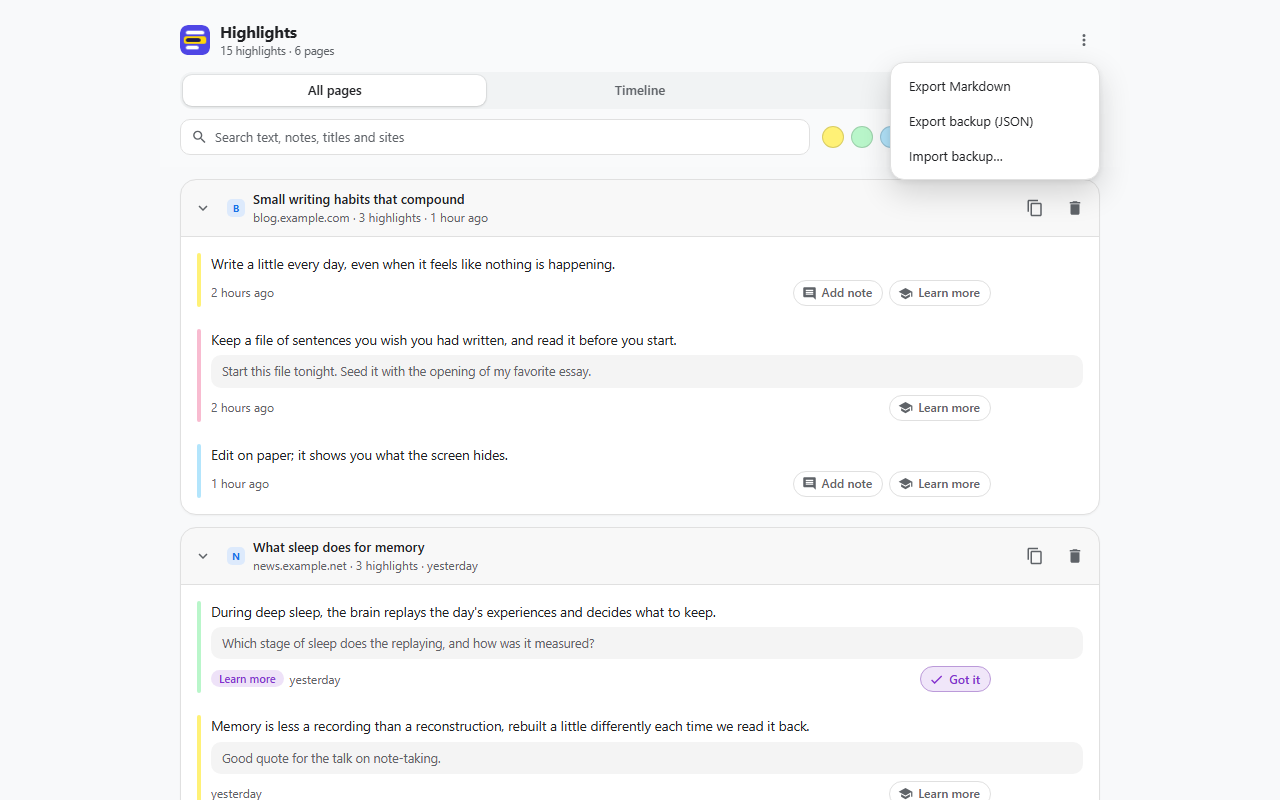 Highlights
15 highlights · 6 pages
All pages
Timeline
Export Markdown
Export backup (JSON)
Import backup...
Search text, notes, titles and sites
B
Small writing habits that compound
blog.example.com · 3 highlights · 1 hour ago
Write a little every day, even when it feels like nothing is happening.
2 hours ago
Add note
Learn more
Keep a file of sentences you wish you had written, and read it before you start.
Start this file tonight. Seed it with the opening of my favorite essay.
2 hours ago
Learn more
Edit on paper; it shows you what the screen hides.
1 hour ago
Add note
Learn more
N
What sleep does for memory
news.example.net · 3 highlights · yesterday
During deep sleep, the brain replays the day's experiences and decides what to keep.
Which stage of sleep does the replaying, and how was it measured?
Learn more
yesterday
Got it
Memory is less a recording than a reconstruction, rebuilt a little differently each time we read it back.
Good quote for the talk on note-taking.
yesterday
Learn more